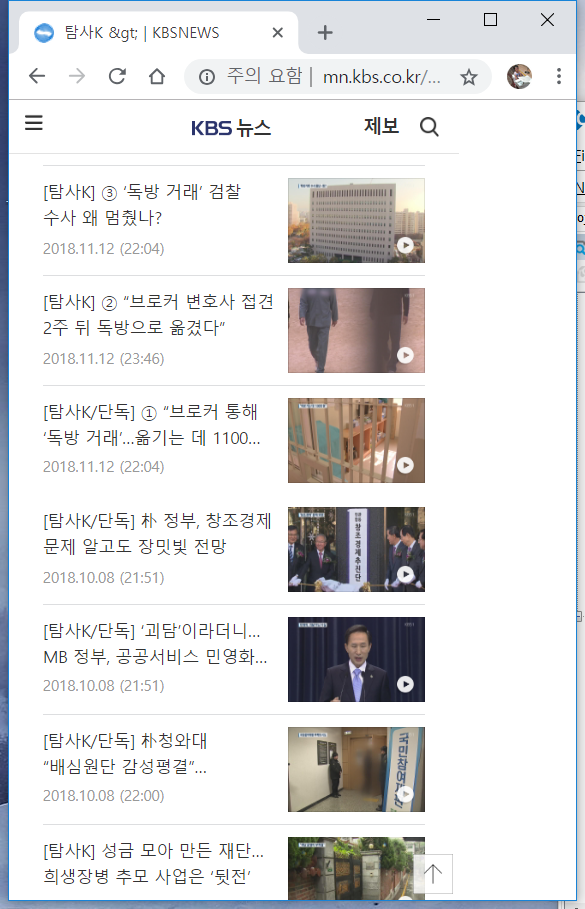 탐사K &gt; | KBSNEWS
주의 요함 | mn.kbs.co.kr/...
KBS 뉴스
제보
[탐사K] ③ ‘독방 거래’ 검찰
수사 왜 멈췄나?
2018.11.12 (22:04)
[탐사K] ② “브로커 변호사 접견
2주 뒤 독방으로 옮겼다”
2018.11.12 (23:46)
[탐사K/단독] ① “브로커 통해
‘독방 거래’…옮기는 데 1100…
2018.11.12 (22:04)
[탐사K/단독] 朴 정부, 창조경제
문제 알고도 장밋빛 전망
2018.10.08 (21:51)
창조경제추진단
[탐사K/단독] ‘괴담’이라더니…
MB 정부, 공공서비스 민영화…
2018.10.08 (21:51)
[탐사K/단독] 朴청와대
“배심원단 감성평결”…
2018.10.08 (22:00)
국민참여재판
[탐사K] 성금 모아 만든 재단…
희생장병 추모 사업은 ‘뒷전’